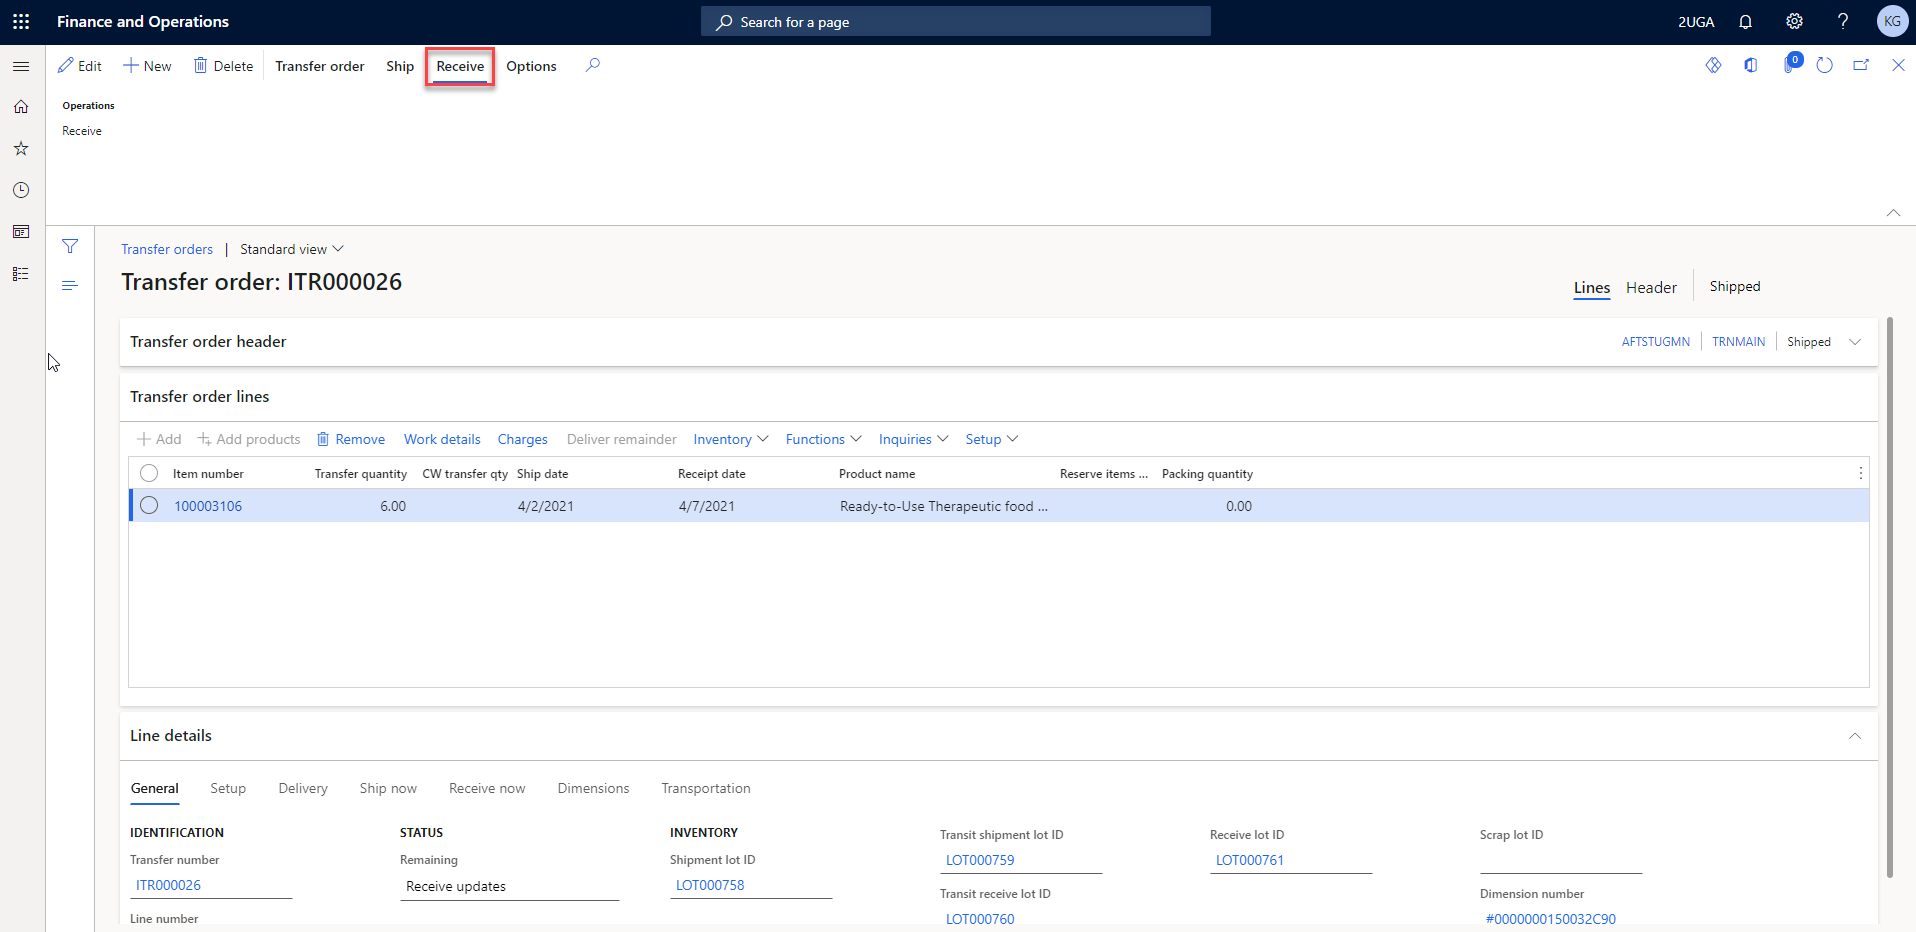 Finance and Operations
Search for a page
2UGA
KG
Edit New Delete Transfer order Ship Receive Options
0
Operations
Receive
Transfer orders | Standard view
Transfer order: ITR000026
Lines Header Shipped
Transfer order header
AFTSTUGMN TRNMAIN Shipped
Transfer order lines
Add Add products Remove Work details Charges Deliver remainder Inventory Functions Inquiries Setup
Item number Transfer quantity CW transfer qty Ship date Receipt date Product name Reserve items ... Packing quantity
100003106 6.00 4/2/2021 4/7/2021 Ready-to-Use Therapeutic food ... 0.00
Line details
General Setup Delivery Ship now Receive now Dimensions Transportation
IDENTIFICATION
Transfer number
ITR000026
Line number
STATUS
Remaining
Receive updates
INVENTORY
Shipment lot ID
LOT000758
Transit shipment lot ID
LOT000759
Transit receive lot ID
LOT000760
Receive lot ID
LOT000761
Scrap lot ID
Dimension number
#0000000150032C90